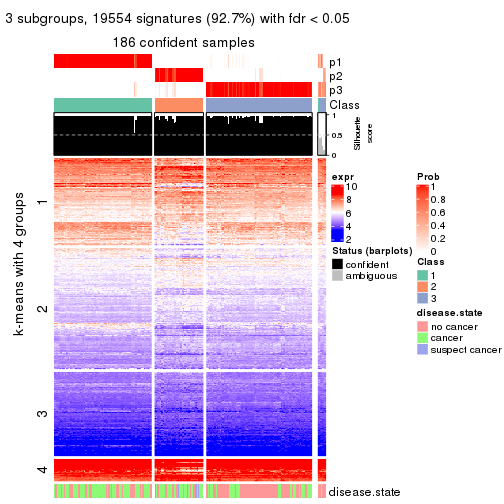 3 subgroups, 19554 signatures (92.7%) with fdr < 0.05
186 confident samples
p1
p2
p3
Class
1
0.5
0
Silhouette
score
k-means with 4 groups
1
2
3
4
expr
10
8
6
4
2
Status (barplots)
confident
ambiguous
Prob
1
0.8
0.6
0.4
0.2
0
Class
1
2
3
disease.state
no cancer
cancer
suspect cancer
disease.state